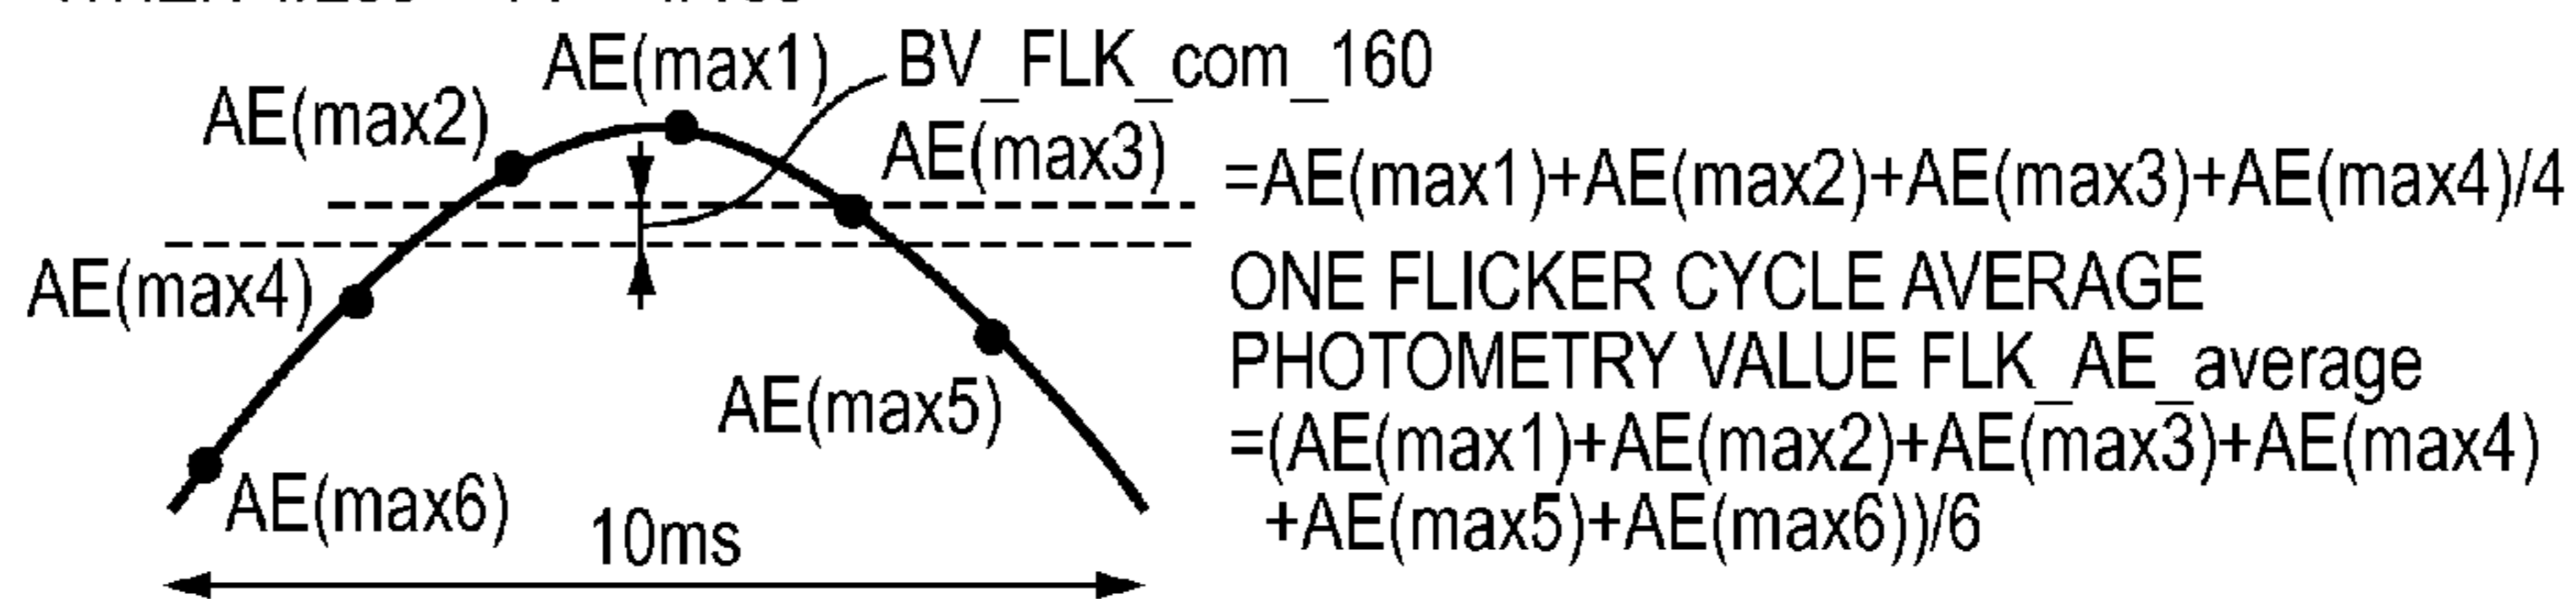 AE(max1)
BV_FLK_com_160
AE(max2)
AE(max3)
=AE(max1)+AE(max2)+AE(max3)+AE(max4)/4
AE(max4)
ONE FLICKER CYCLE AVERAGE
PHOTOMETRY VALUE FLK_AE_average
AE(max5)
=(AE(max1)+AE(max2)+AE(max3)+AE(max4)
+AE(max5)+AE(max6))/6
AE(max6)
10ms